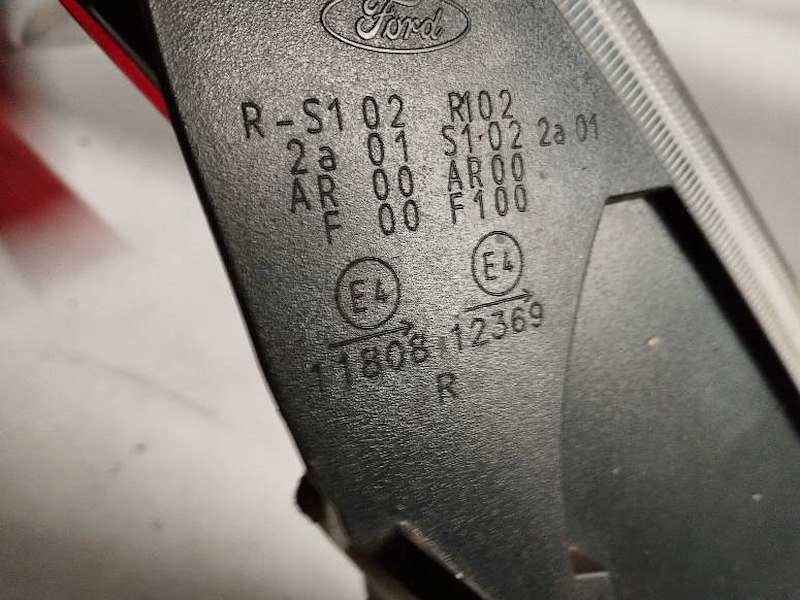 Ford
R-S1 02 R102
2a 01 S1·02 2a 01
AR 00 AR00
F 00 F100
E4 E4
11808 12369
R